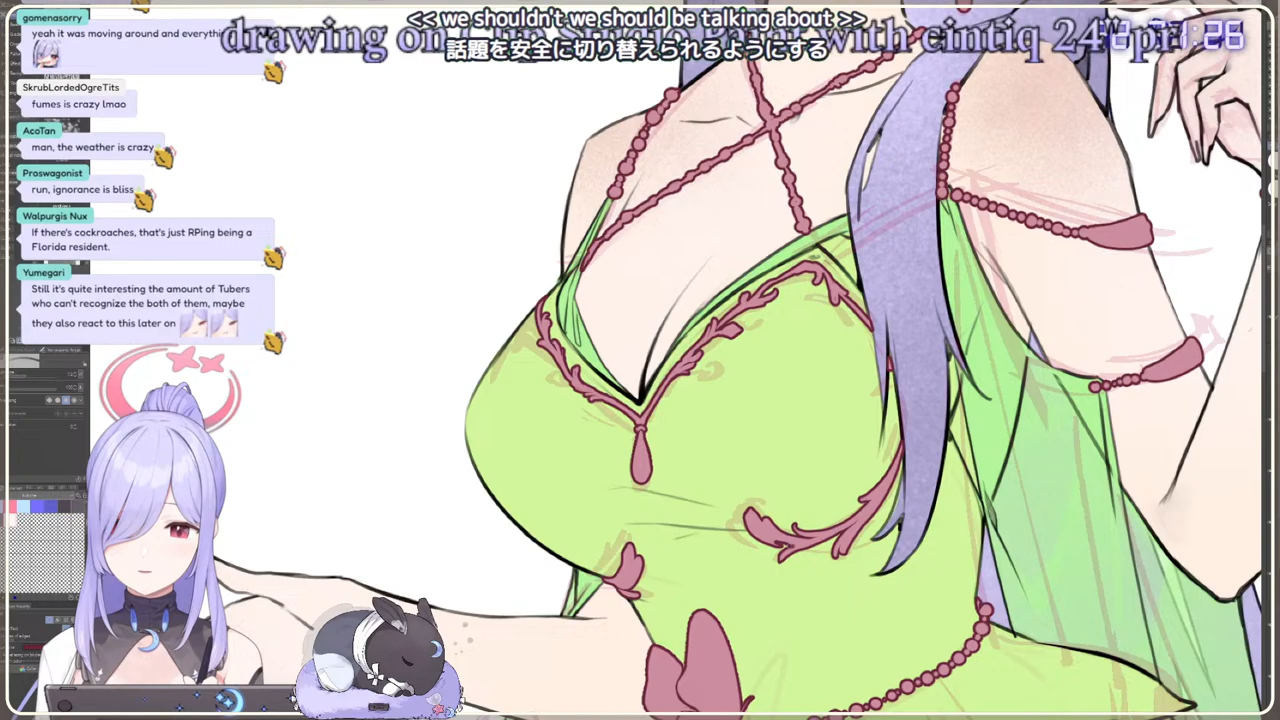 << we shouldn't we should be talking about >>
話題を安全に切り替えられるようにする
drawing on with cintiq 24
gomenasorry
yeah it was moving around and everythi
SkrubLordedOgreTits
fumes is crazy lmao
AcoTan
man, the weather is crazy
Proswagonist
run, ignorance is bliss
Walpurgis Nux
If there's cockroaches, that's just RPing being a
Florida resident.
Yumegari
Still it's quite interesting the amount of Tubers
who can't recognize the both of them, maybe
they also react to this later on